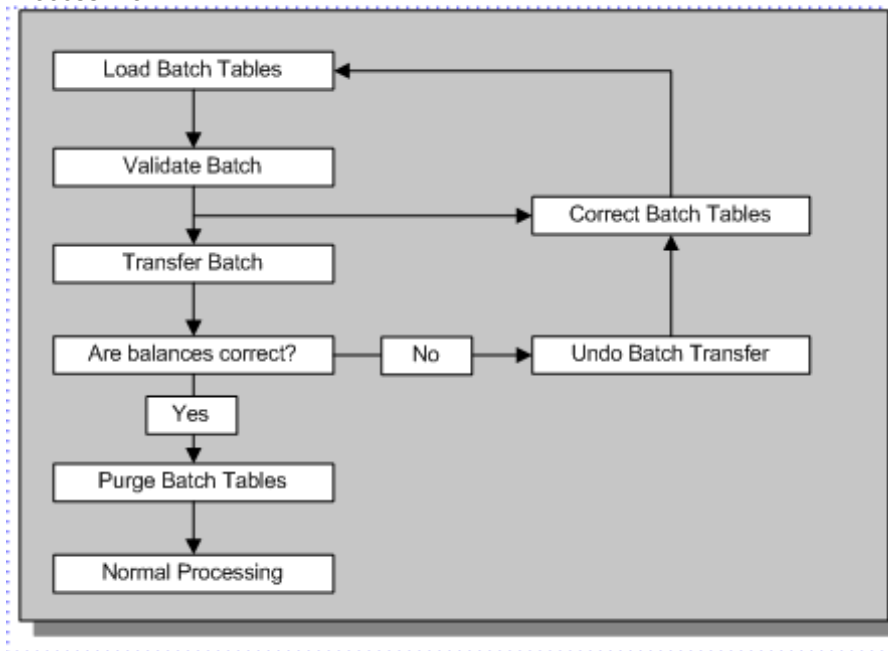 Load Batch Tables
Validate Batch
Correct Batch Tables
Transfer Batch
Are balances correct?
No
Undo Batch Transfer
Yes
Purge Batch Tables
Normal Processing